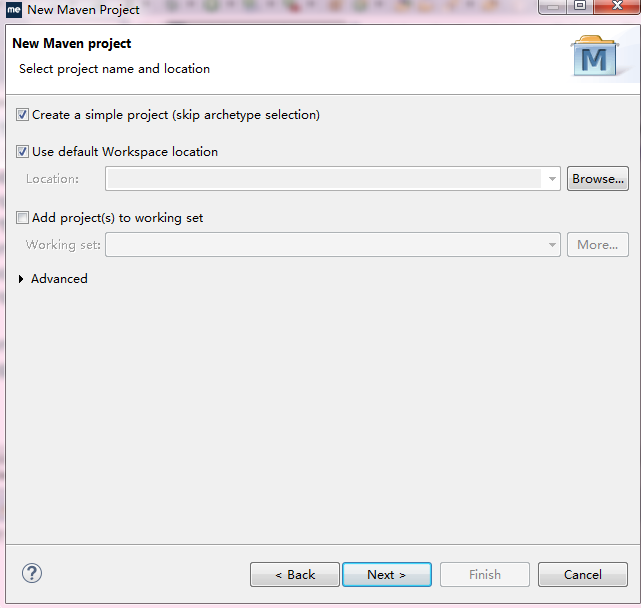 me New Maven Project
New Maven project
Select project name and location
M
Create a simple project (skip archetype selection)
Use default Workspace location
Location:
Browse...
Add project(s) to working set
Working set:
More...
Advanced
?
< Back
Next >
Finish
Cancel